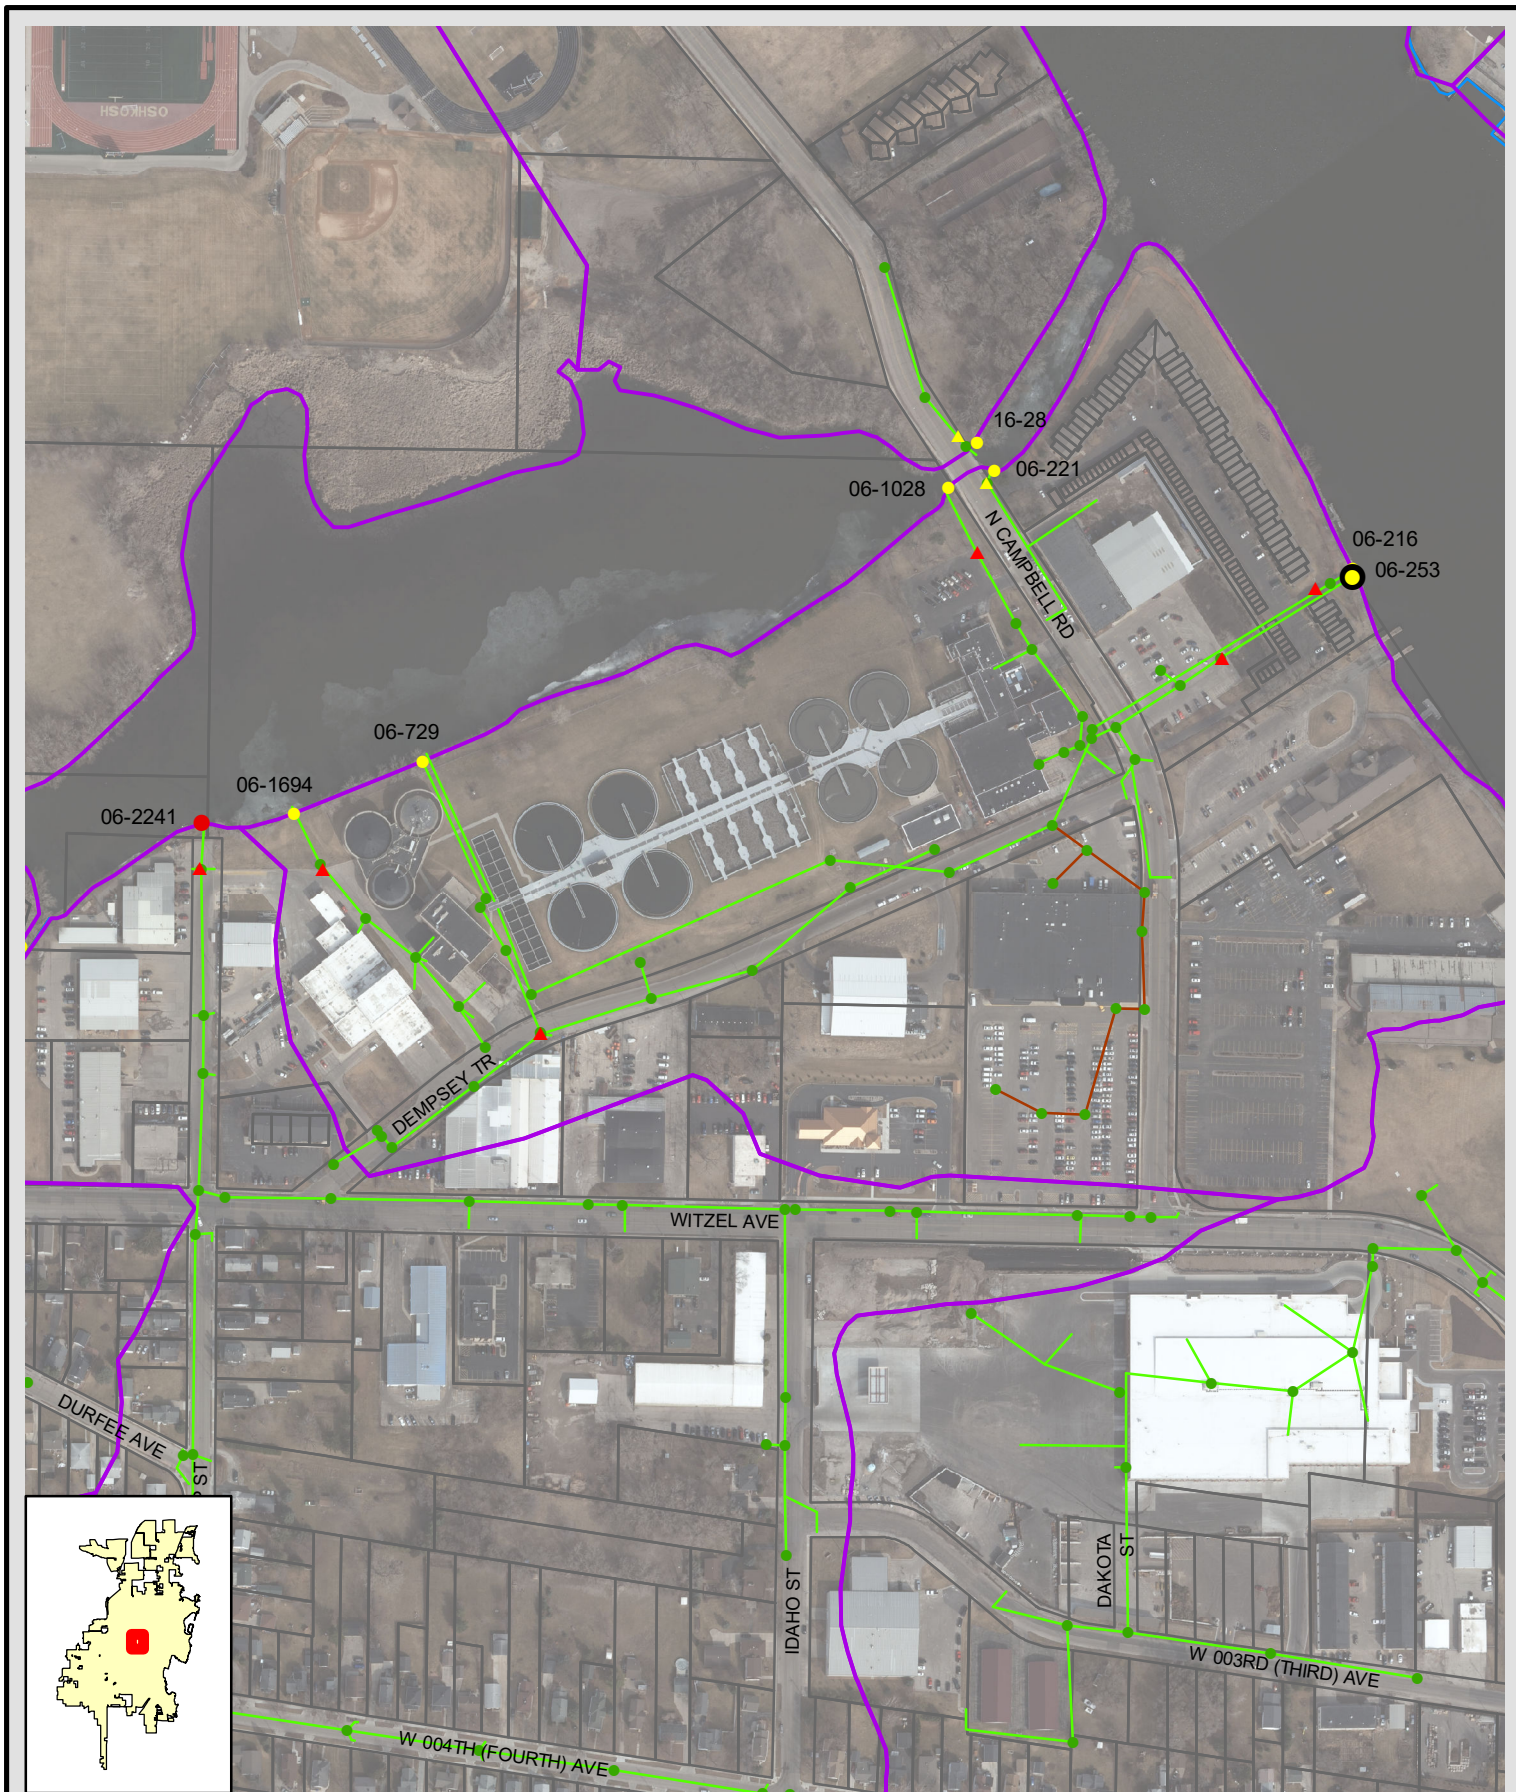 OSHKOSH
16-28
06-221
06-1028
N CAMPBELL RD
06-216
06-253
06-729
06-1694
06-2241
DEMPSEY TR
WITZEL AVE
DURFEE AVE
ST
IDAHO ST
DAKOTA
ST
W 003RD (THIRD) AVE
W 004TH (FOURTH) AVE